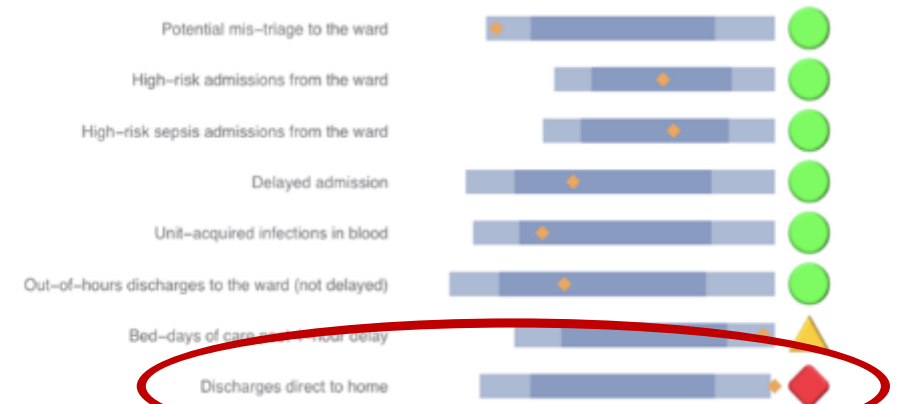 Potential mis-triage to the ward
High-risk admissions from the ward
High-risk sepsis admissions from the ward
Delayed admission
Unit-acquired infections in blood
Out-of-hours discharges to the ward (not delayed)
Bed-days of care hour delay
Discharges direct to home